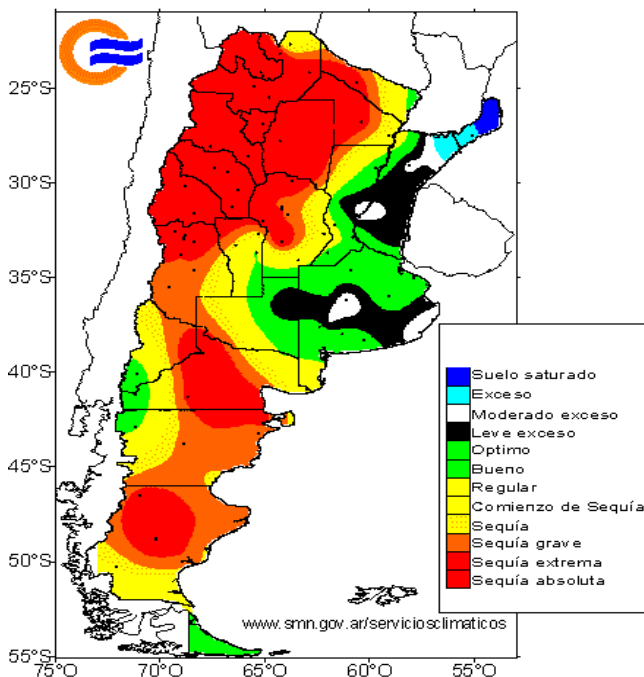 25°S
30°S
35°S
40°S
45°S
50°S
55°S
75°O
70°O
65°O
60°O
55°O
Suelo saturado
Exceso
Moderado exceso
Leve exceso
Optimo
Bueno
Regular
Comienzo de Sequía
Sequía
Sequía grave
Sequía extrema
Sequía absoluta
www.smn.gov.ar/serviciosclimaticos